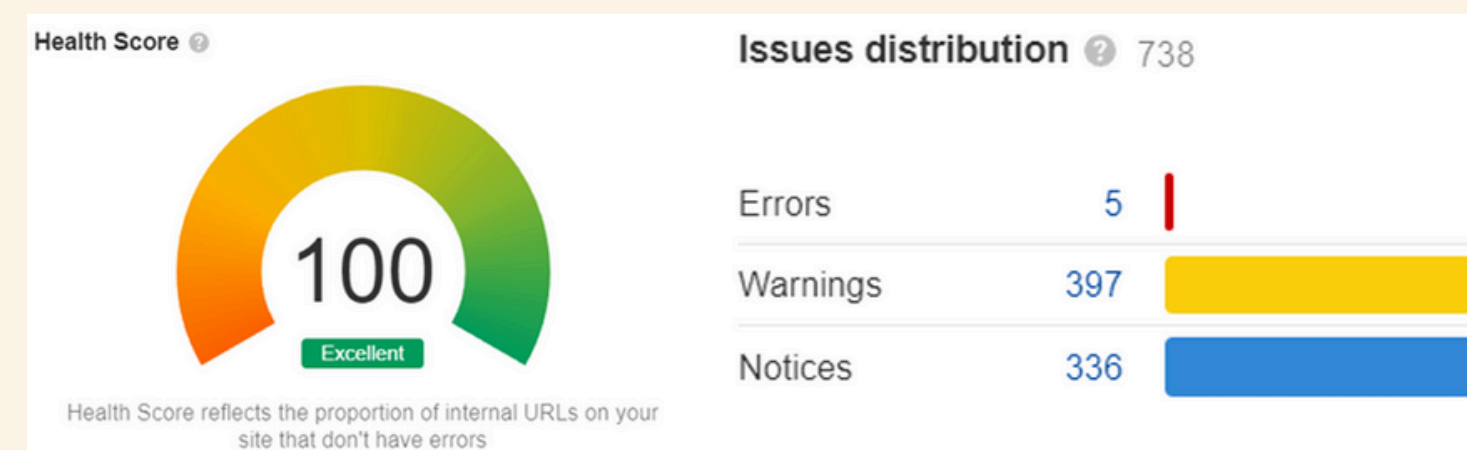 Health Score ?
100
Excellent
Health Score reflects the proportion of internal URLs on your
site that don't have errors
Issues distribution ? 738
Errors 5
Warnings 397
Notices 336